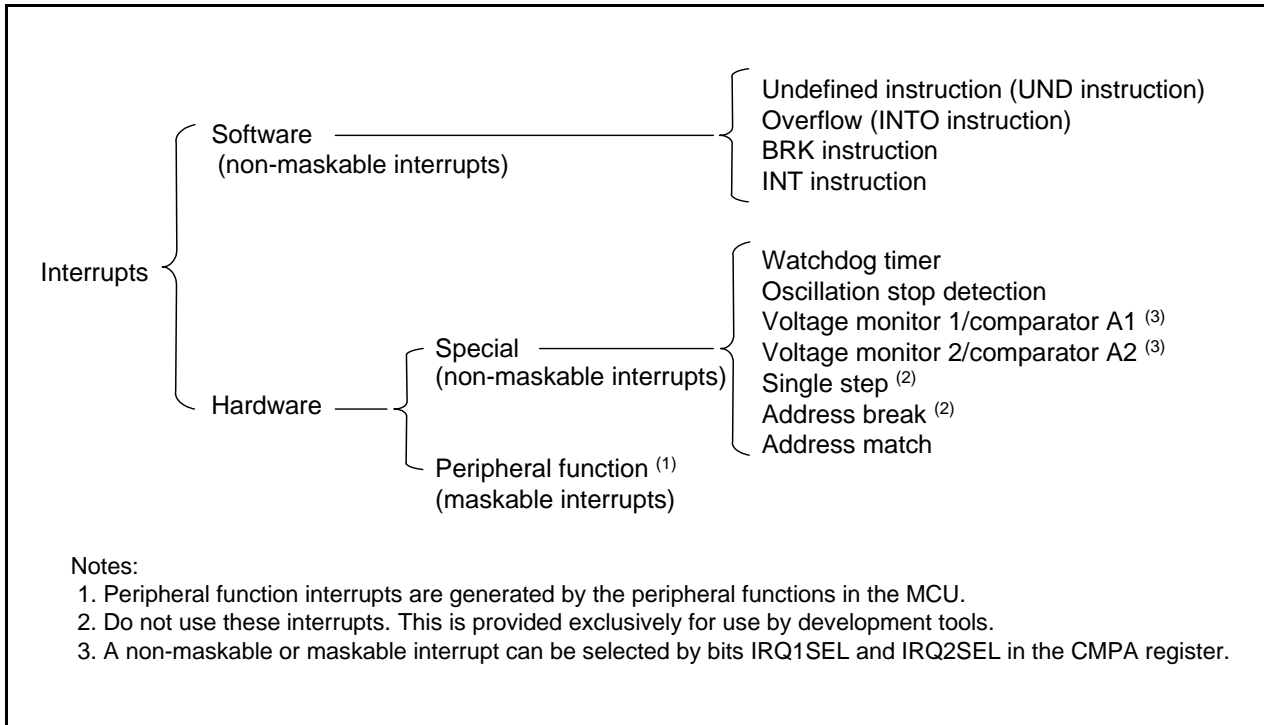 Interrupts
Software
(non-maskable interrupts)
Undefined instruction (UND instruction)
Overflow (INTO instruction)
BRK instruction
INT instruction
Hardware
Special
(non-maskable interrupts)
Watchdog timer
Oscillation stop detection
Voltage monitor 1/comparator A1 (3)
Voltage monitor 2/comparator A2 (3)
Single step (2)
Address break (2)
Address match
Peripheral function (1)
(maskable interrupts)
Notes:
1. Peripheral function interrupts are generated by the peripheral functions in the MCU.
2. Do not use these interrupts. This is provided exclusively for use by development tools.
3. A non-maskable or maskable interrupt can be selected by bits IRQ1SEL and IRQ2SEL in the CMPA register.